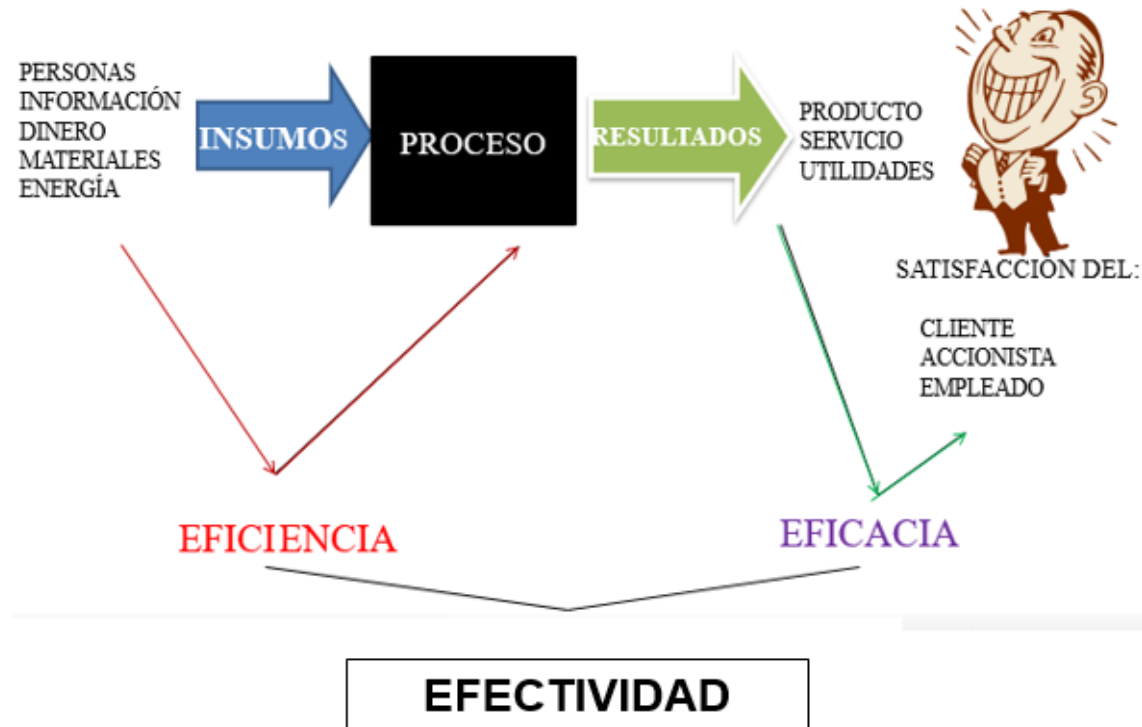 PERSONAS
INFORMACIÓN
DINERO
MATERIALES
ENERGÍA
INSUMOS
PROCESO
RESULTADOS
PRODUCTO
SERVICIO
UTILIDADES
SATISFACCIÓN DEL:
CLIENTE
ACCIONISTA
EMPLEADO
EFICIENCIA
EFICACIA
EFECTIVIDAD